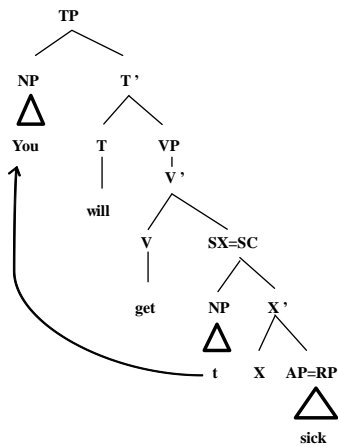 TP
NP T '
You T VP
V '
will
V SX=SC
get NP X '
t X AP=RP
sick